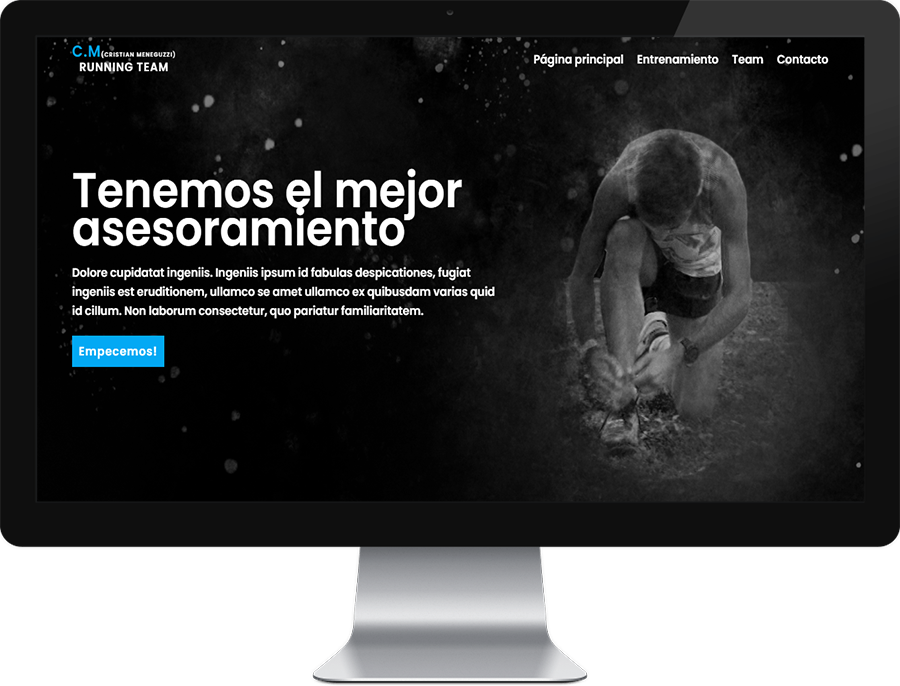 C.M(CRISTIAN MENEGUZZI)
RUNNING TEAM
Página principal Entrenamiento Team Contacto
Tenemos el mejor
asesoramiento
Dolore cupidatat ingeniis. Ingeniis ipsum id fabulas despicationes, fugiat
ingeniis est eruditionem, ullamco se amet ullamco ex quibusdam varias quid
id cillum. Non laborum consectetur, quo pariatur familiaritatem.
Empecemos!